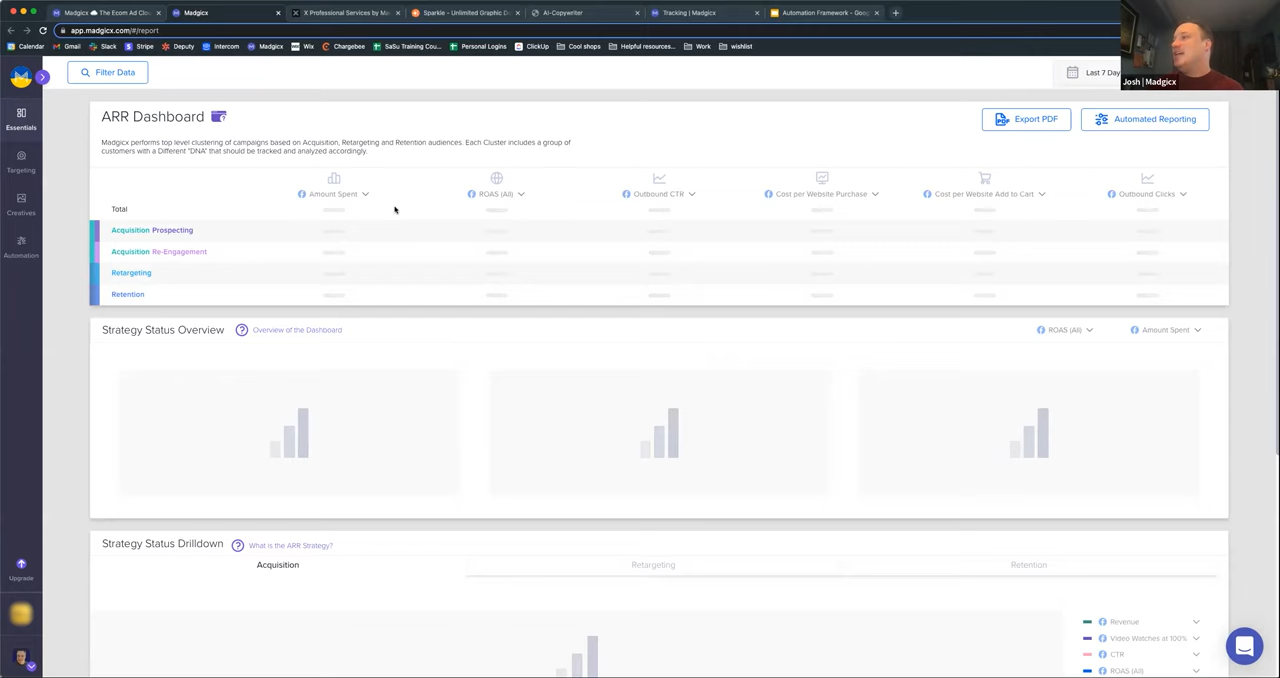 Madgicx ☁ The Ecom Ad Clou
Madgicx
X Professional Services by Ma
Sparkle – Unlimited Graphic D
AI-Copywriter
Tracking | Madgicx
Automation Framework – Goo
app.madgicx.com/#/report
Calendar
Gmail
Slack
Stripe
Deputy
Intercom
Madgicx
Wix
Chargebee
SaSu Training Cou...
Personal Logins
ClickUp
Cool shops
Helpful resources...
Work
wishlist
Josh | Madgicx
Filter Data
Last 7 Day
Essentials
Targeting
Creatives
Automation
Upgrade
ARR Dashboard
Export PDF
Automated Reporting
Madgicx performs top level clustering of campaigns based on Acquisition, Retargeting and Retention audiences. Each Cluster includes a group of
customers with a Different "DNA" that should be tracked and analyzed accordingly.
Amount Spent
ROAS (All)
Outbound CTR
Cost per Website Purchase
Cost per Website Add to Cart
Outbound Clicks
Total
Acquisition Prospecting
Acquisition Re-Engagement
Retargeting
Retention
Strategy Status Overview
Overview of the Dashboard
ROAS (All)
Amount Spent
Strategy Status Drilldown
What is the ARR Strategy?
Acquisition
Retargeting
Retention
Revenue
Video Watches at 100%
CTR
ROAS (All)